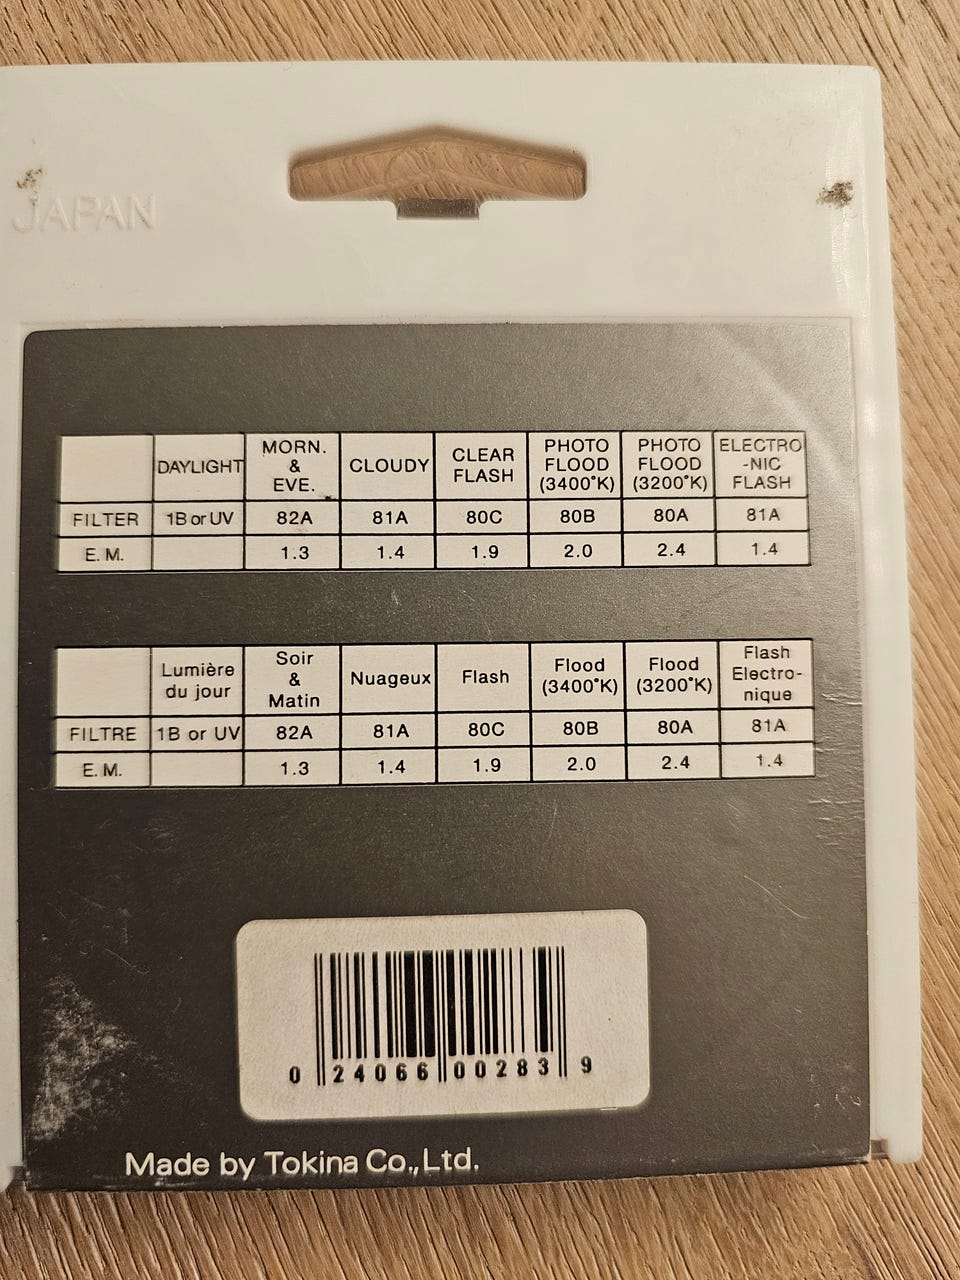 JAPAN
DAYLIGHT MORN. & EVE. CLOUDY CLEAR FLASH PHOTO FLOOD (3400°K) PHOTO FLOOD (3200°K) ELECTRO-NIC FLASH
FILTER 1B or UV 82A 81A 80C 80B 80A 81A
E.M. 1.3 1.4 1.9 2.0 2.4 1.4
Lumière du jour Soir & Matin Nuageux Flash Flood (3400°K) Flood (3200°K) Flash Electro-nique
FILTRE 1B or UV 82A 81A 80C 80B 80A 81A
E.M. 1.3 1.4 1.9 2.0 2.4 1.4
0 24066 00283 9
Made by Tokina Co.,Ltd.